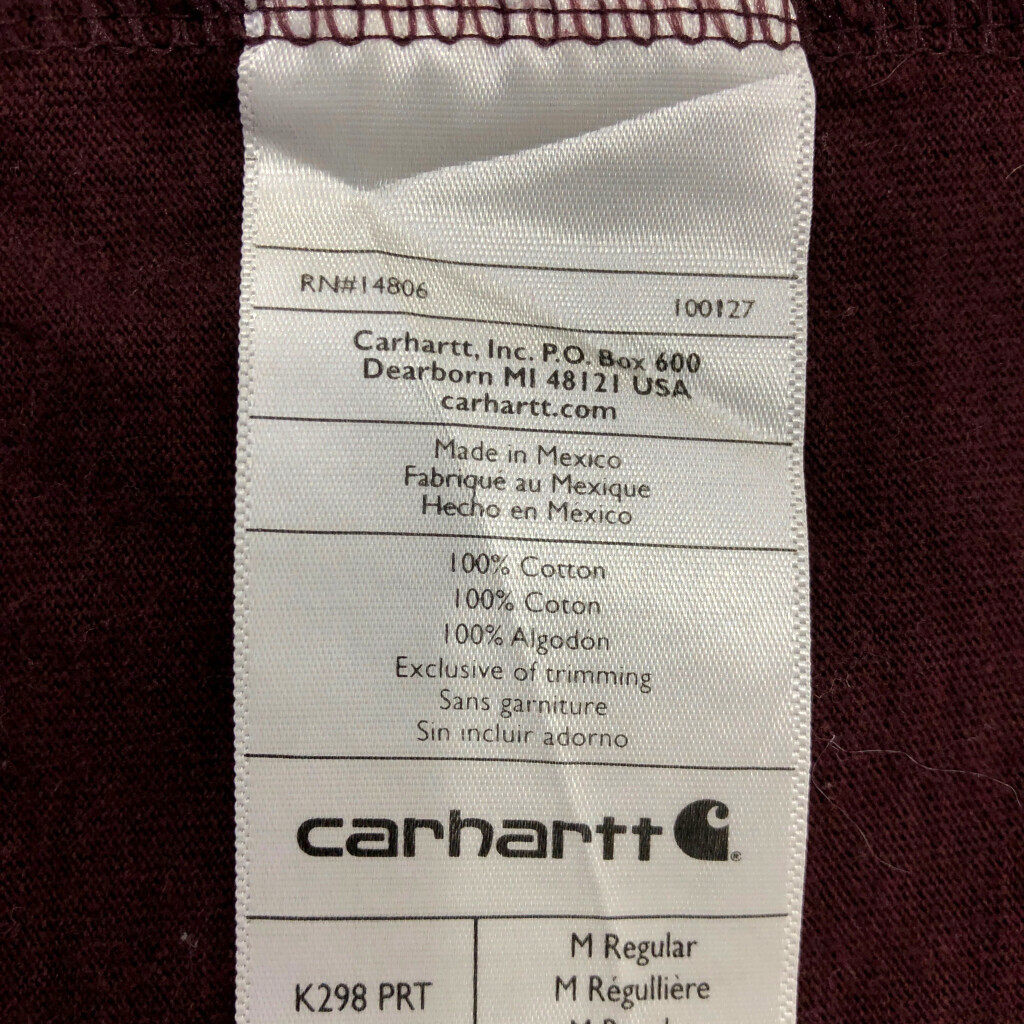 RN#14806 100127
Carhartt, Inc. P.O. Box 600
Dearborn MI 48121 USA
carhartt.com
Made in Mexico
Fabriqué au Mexique
Hecho en México
100% Cotton
100% Coton
100% Algodon
Exclusive of trimming
Sans garniture
Sin incluir adorno
carhartt ®
M Regular
K298 PRT M Régullière